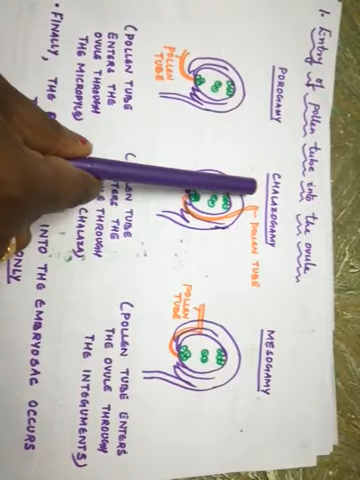 1. Entry of pollen tube into the ovule
POROGAMY
CHALAZOGAMY
MESOGAMY
POLLEN
TUBE
POLLEN TUBE
POLLEN
TUBE
(POLLEN TUBE
ENTERS THE
OVULE THROUGH
THE MICROPYLE)
TUBE
THE
THROUGH
CHALAZA)
(POLLEN TUBE ENTERS
THE OVULE THROUGH
THE INTEGUMENTS)
• FINALLY, THE
INTO THE EMBRYOSAC OCCURS
ONLY